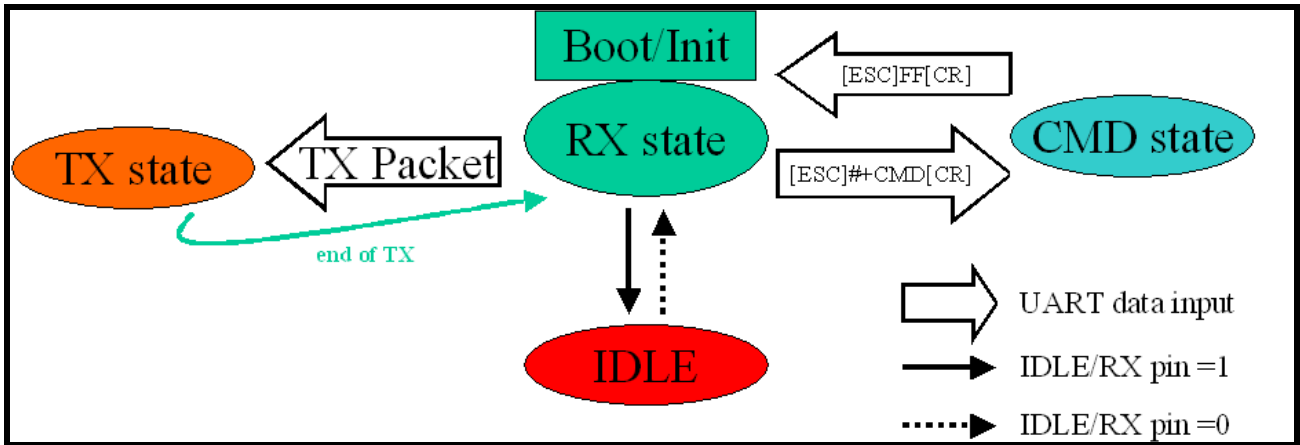 Boot/Init
[ESC]FF[CR]
TX state
TX Packet
RX state
CMD state
[ESC]#+CMD[CR]
end of TX
IDLE
UART data input
IDLE/RX pin =1
IDLE/RX pin =0